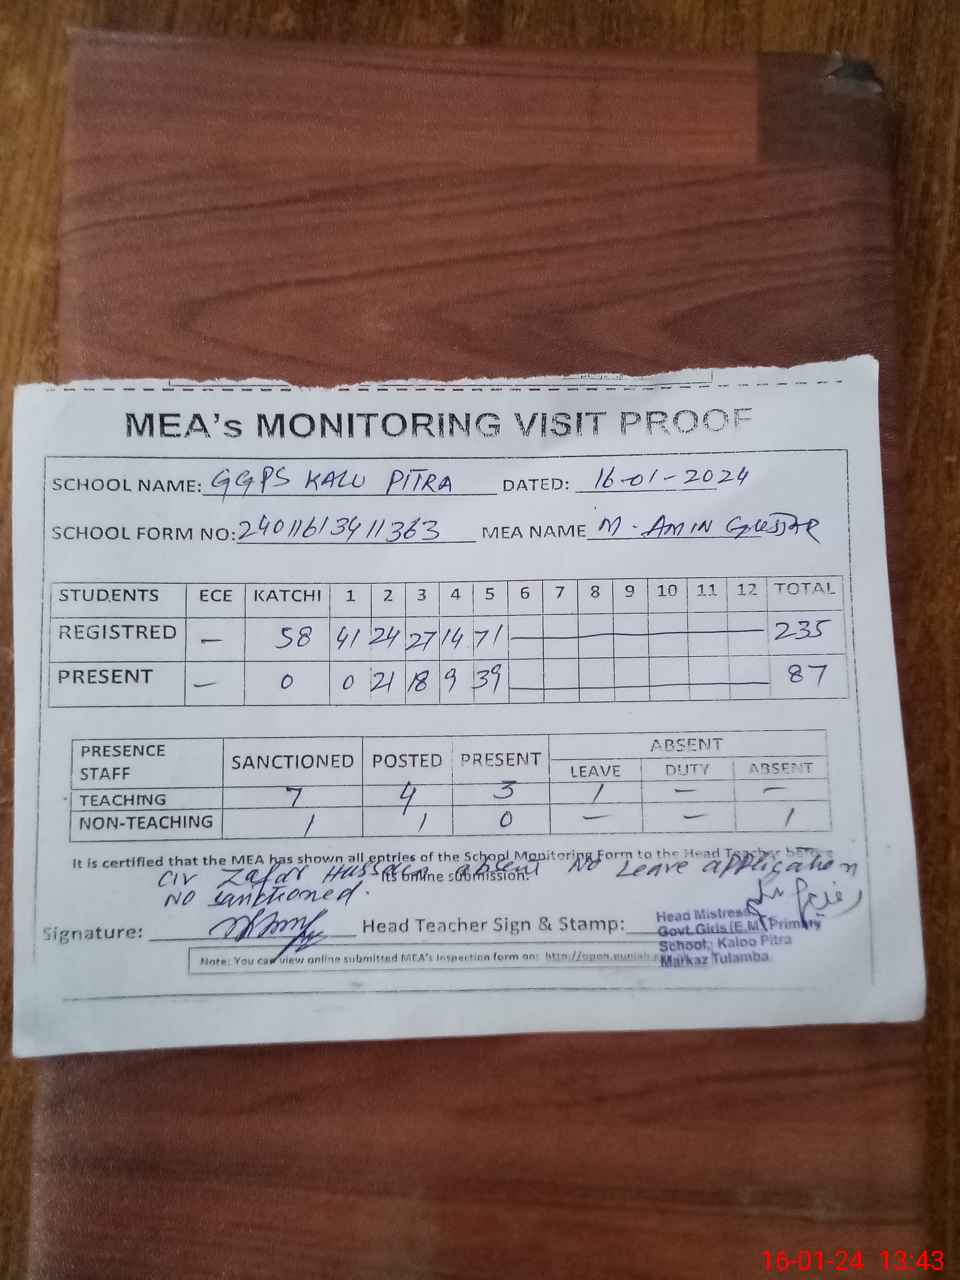 MEA's MONITORING VISIT PROOF
SCHOOL NAME: GGPS KALU PITRA DATED: 16-01-2024
SCHOOL FORM NO: 24011613411363 MEA NAME M. AMIN
STUDENTS ECE KATCHI 1 2 3 4 5 6 7 8 9 10 11 12 TOTAL
REGISTRED — 58 41 24 27 14 71 — 235
PRESENT — 0 0 21 18 9 39 — 87
PRESENCE STAFF SANCTIONED POSTED PRESENT ABSENT
LEAVE DUTY ABSENT
TEACHING 7 4 3 1 — —
NON-TEACHING 1 1 0 — — 1
It is certified that the MEA has shown all entries of the School Monitoring Form to the Head Teacher before
its online submission.
CIV Zafar Hussain absent No Leave application
NO sanctioned.
Signature: Head Teacher Sign & Stamp:
Head Mistress
Govt. Girls (E.M) Primary
School, Kaloo Pitra
Markaz Tulamba
Note: You can view online submitted MEA's Inspection form on: http://open.punjab
16-01-24 13:43